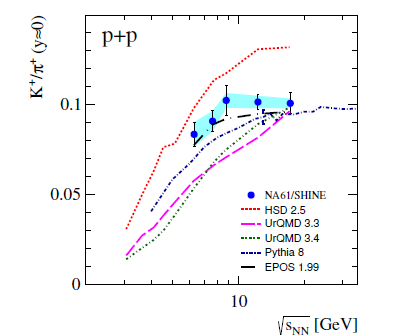 p+p
K⁺/π⁺ (y≈0)
0.1
0.05
0
10
√sNN [GeV]
NA61/SHINE
HSD 2.5
UrQMD 3.3
UrQMD 3.4
Pythia 8
EPOS 1.99